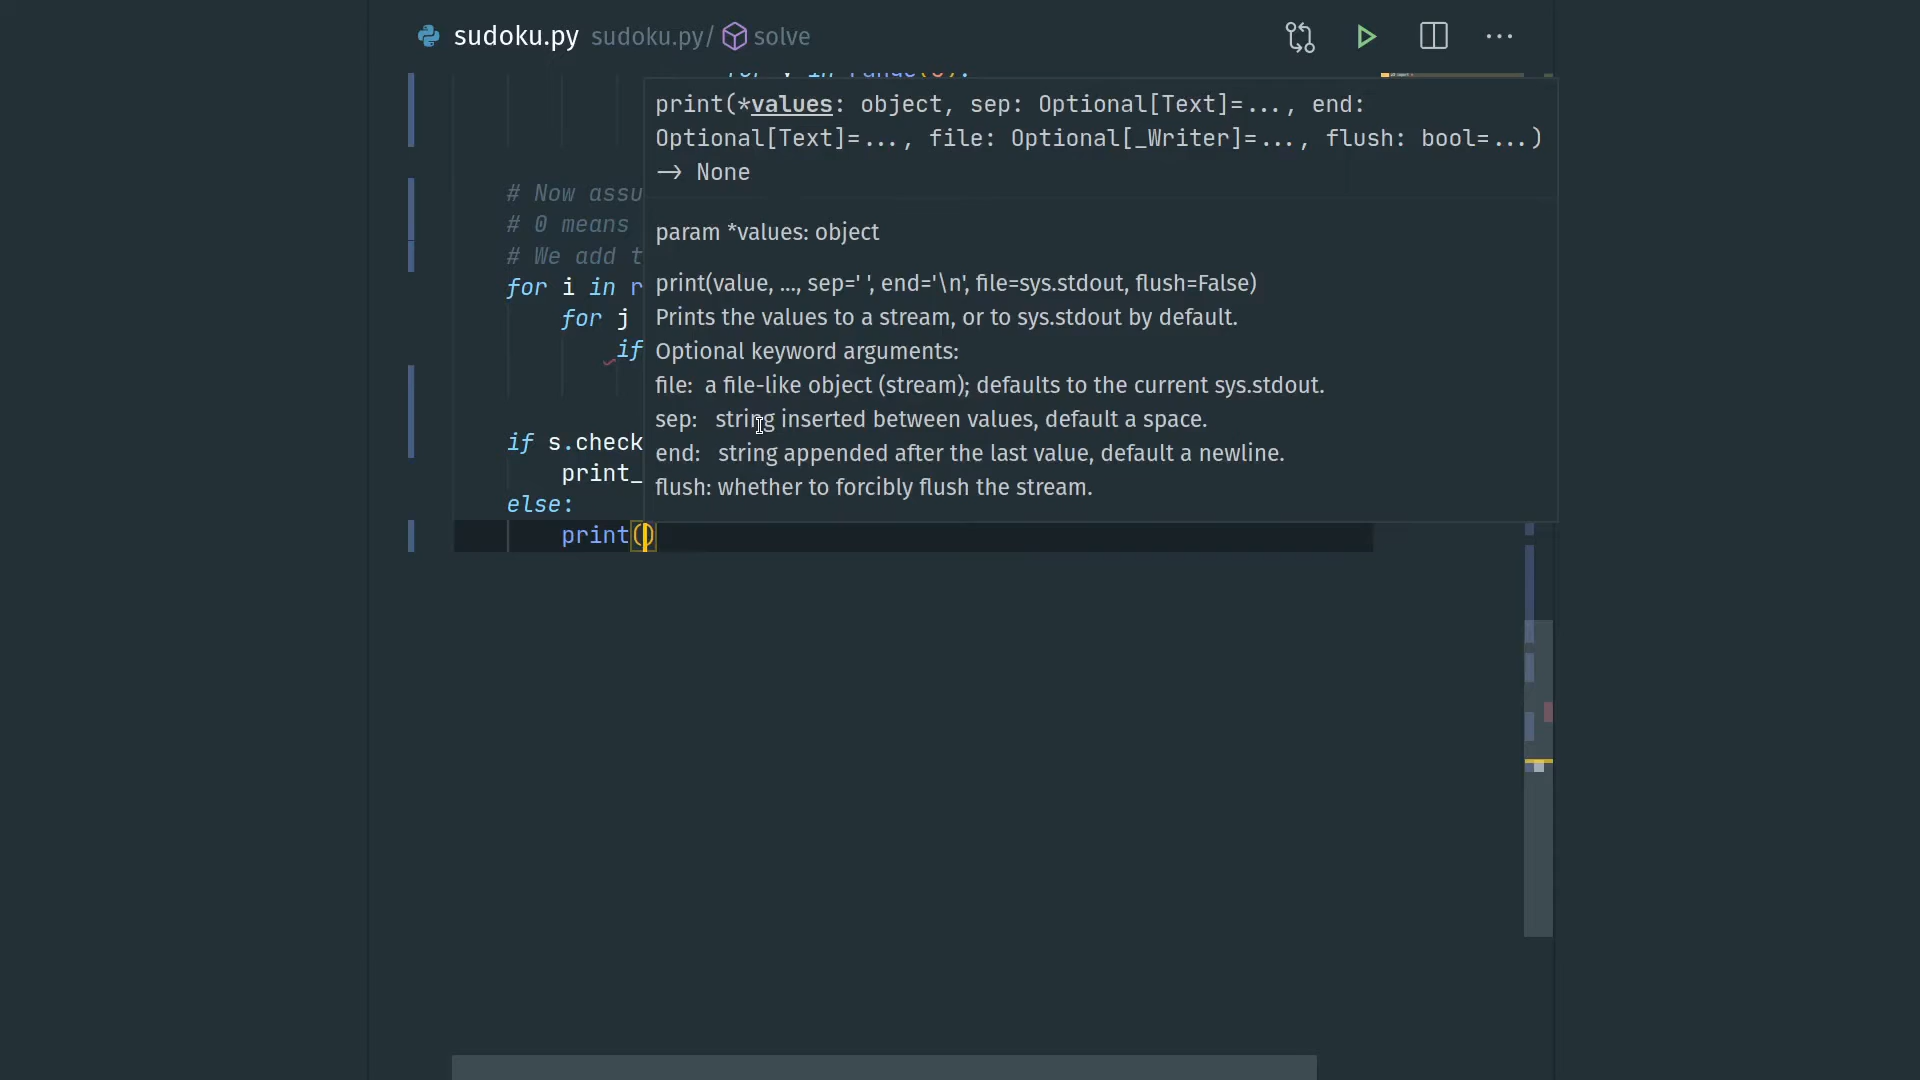 sudoku.py sudoku.py/ solve
for v in range(6):
print(*values: object, sep: Optional[Text]=..., end:
Optional[Text]=..., file: Optional[_Writer]=..., flush: bool=...)
→ None
param *values: object
print(value, ..., sep=' ', end='\n', file=sys.stdout, flush=False)
Prints the values to a stream, or to sys.stdout by default.
Optional keyword arguments:
file: a file-like object (stream); defaults to the current sys.stdout.
sep: string inserted between values, default a space.
end: string appended after the last value, default a newline.
flush: whether to forcibly flush the stream.
# Now assu
# 0 means
# We add t
for i in r
for j
if
if s.check
print_
else:
print()